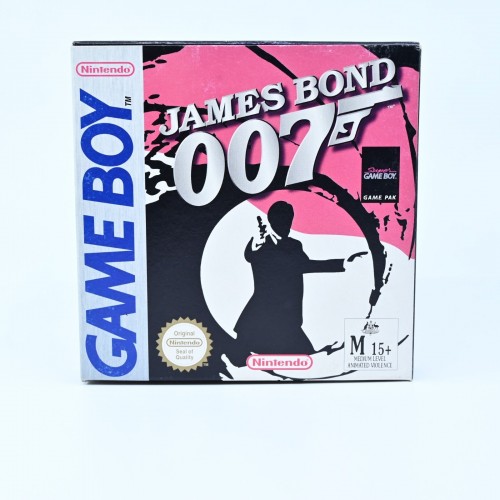 Nintendo
GAME BOY
TM
JAMES BOND
007
Super
GAME BOY
GAME PAK
Original
Nintendo
Seal of
Quality
TM
Nintendo
M 15+
MEDIUM LEVEL
ANIMATED VIOLENCE